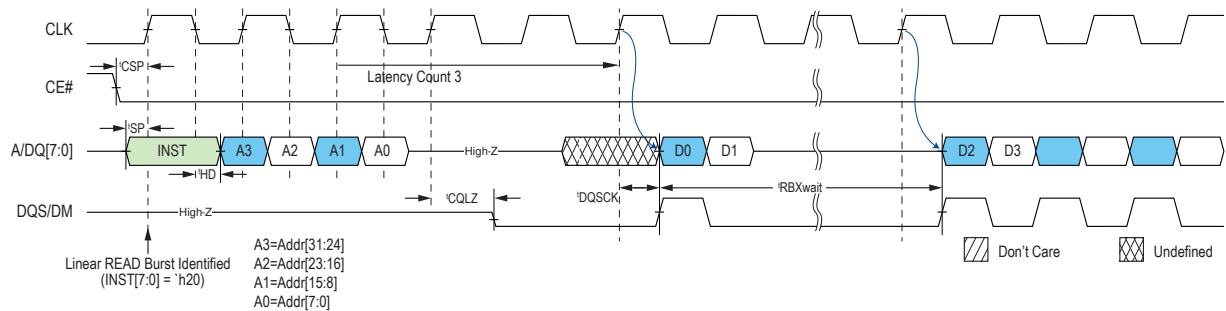 CLK
tCSP
Latency Count 3
CE#
tSP
A/DQ[7:0]
INST
A3
A2
A1
A0
High-Z
D0
D1
D2
D3
tHD
tCQLZ
tDQSCK
tRBXwait
DQS/DM
High-Z
Linear READ Burst Identified
(INST[7:0] = `h20)
A3=Addr[31:24]
A2=Addr[23:16]
A1=Addr[15:8]
A0=Addr[7:0]
Don't Care
Undefined